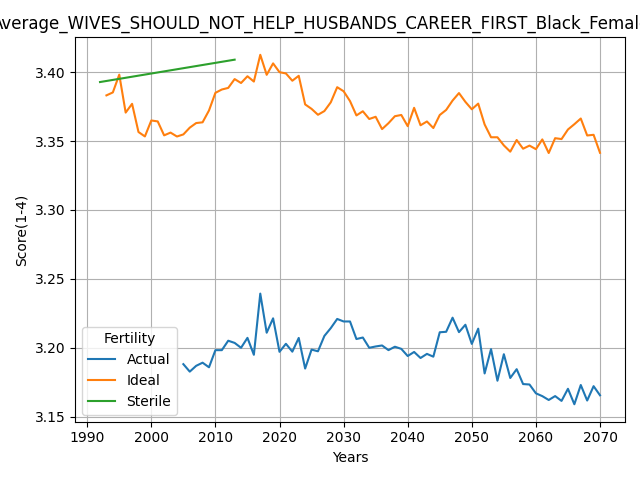 verage_WIVES_SHOULD_NOT_HELP_HUSBANDS_CAREER_FIRST_Black_Femal
Score(1-4)
3.40
3.35
3.30
3.25
3.20
3.15
Fertility
Actual
Ideal
Sterile
1990 2000 2010 2020 2030 2040 2050 2060 2070
Years